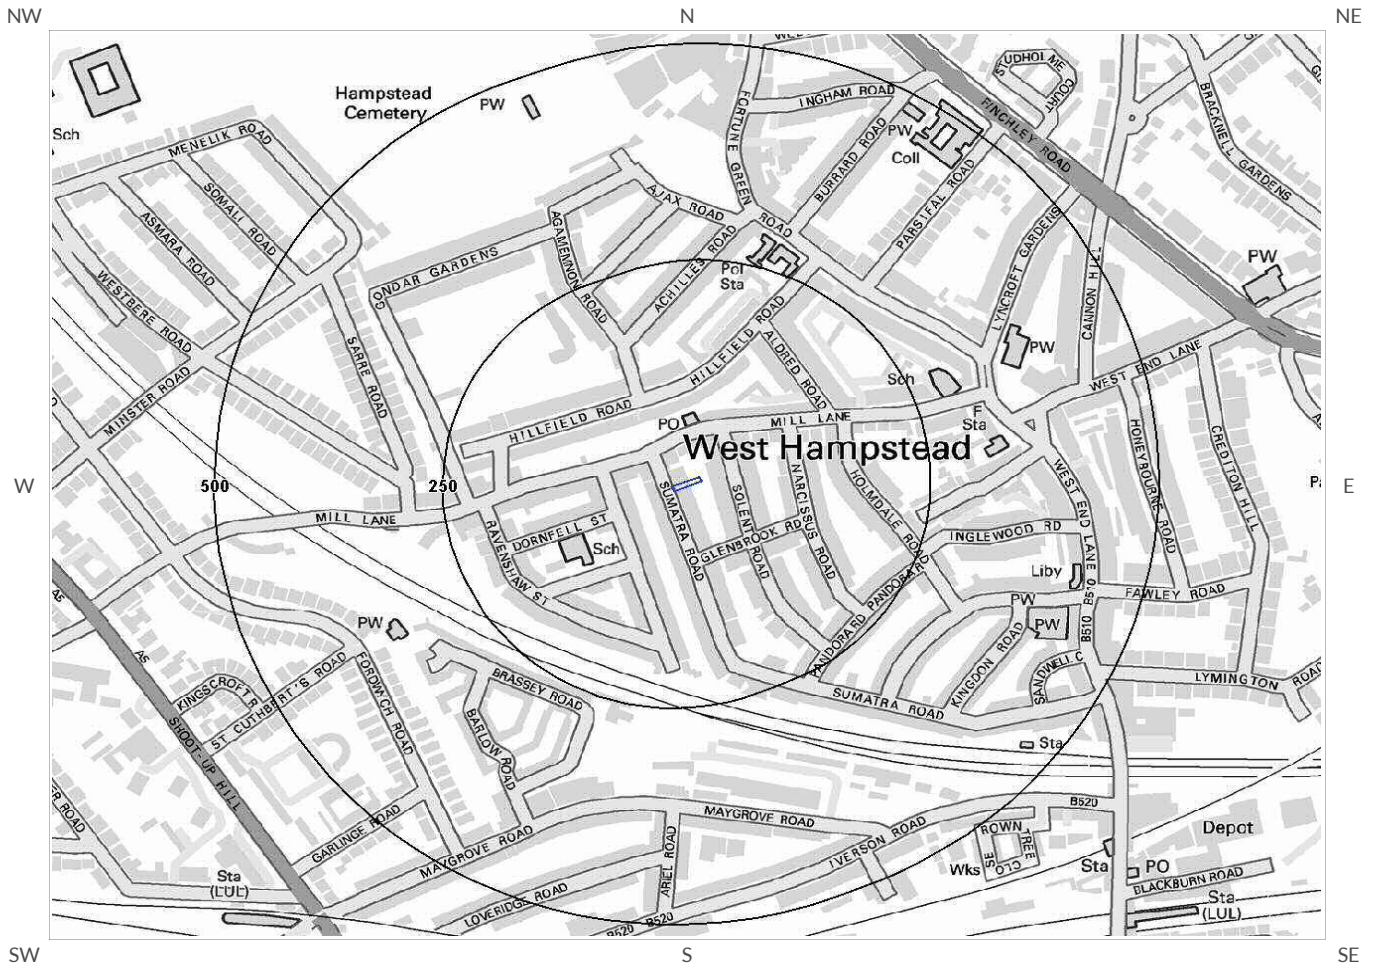 NW
N
NE
Hampstead
Cemetery
PW
Sch
MENELIK ROAD
SOMALI ROAD
ASMARA ROAD
WESTBERE ROAD
MINSTER ROAD
SARRE ROAD
GONDAR GARDENS
AGAMEMNON ROAD
AJAX ROAD
ACHILLES ROAD
FORTUNE GREEN ROAD
INGHAM ROAD
PW
Coll
BURRARD ROAD
PARSIFAL ROAD
STUDHOLME
COURT
FINCHLEY ROAD
BRACKNELL GARDENS
PW
LYNCROFT GARDENS
CANNON HILL
PW
Pol
Sta
HILLFIELD ROAD
HILLFIELD ROAD
ALDRED ROAD
Sch
F
Sta
WEST END LANE
PO
MILL LANE
West Hampstead
W
500
250
E
MILL LANE
SUMATRA ROAD
SOLENT ROAD
NARCISSUS ROAD
HOLMDALE ROAD
GLENBROOK RD
WEST END LANE
HONEYBOURNE ROAD
CREDITON HILL
RAVENSHAW ST
DORNFELL ST
Sch
INGLEWOOD RD
PANDORA RD
PANDORA RD
Liby
B510
B510
FAWLEY ROAD
PW
PW
KINGDON ROAD
SANDWELL C
LYMINGTON
ROAD
SUMATRA ROAD
Sta
A5
A5
PW
KINGSCROFT R
ST CUTHBERT'S ROAD
FORDWYCH ROAD
SHOOT-UP HILL
BRASSEY ROAD
BARLOW ROAD
GARLINGE ROAD
MAYGROVE ROAD
MAYGROVE ROAD
IVERSON ROAD
ARIEL ROAD
LOVERIDGE ROAD
B520
B520
B520
ROWN
TREE
CLO
SE
Wks
Depot
Sta
PO
BLACKBURN ROAD
Sta
(LUL)
Sta
(LUL)
SW
S
SE